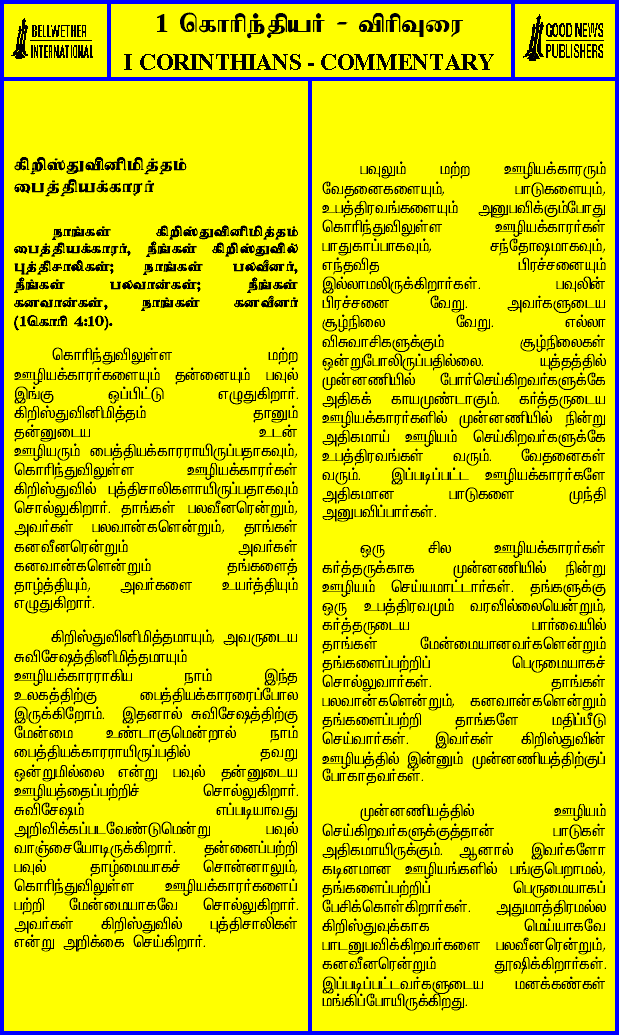 BELLWETHER
INTERNATIONAL
1 கொரிந்தியர் - விரிவுரை
I CORINTHIANS - COMMENTARY
GOOD NEWS
PUBLISHERS
கிறிஸ்துவினிமித்தம்
பைத்தியக்காரர்
நாங்கள் கிறிஸ்துவினிமித்தம்
பைத்தியக்காரர், நீங்கள் கிறிஸ்துவில்
புத்திசாலிகள்; நாங்கள் பலவீனர்,
நீங்கள் பலவான்கள்; நீங்கள்
கனவான்கள், நாங்கள் கனவீனர்
(1கொரி 4:10).
கொரிந்துவிலுள்ள மற்ற
ஊழியக்காரர்களையும் தன்னையும் பவுல்
இங்கு ஒப்பிட்டு எழுதுகிறார்.
கிறிஸ்துவினிமித்தம் தானும்
தன்னுடைய உடன்
ஊழியரும் பைத்தியக்காரராயிருப்பதாகவும்,
கொரிந்துவிலுள்ள ஊழியக்காரர்கள்
கிறிஸ்துவில் புத்திசாலிகளாயிருப்பதாகவும்
சொல்லுகிறார். தாங்கள் பலவீனரென்றும்,
அவர்கள் பலவான்களென்றும், தாங்கள்
கனவீனரென்றும் அவர்கள்
கனவான்களென்றும் தங்களைத்
தாழ்த்தியும், அவர்களை உயர்த்தியும்
எழுதுகிறார்.
கிறிஸ்துவினிமித்தமாயும், அவருடைய
சுவிசேஷத்தினிமித்தமாயும்
ஊழியக்காரராகிய நாம் இந்த
உலகத்திற்கு பைத்தியக்காரரைப்போல
இருக்கிறோம். இதனால் சுவிசேஷத்திற்கு
மேன்மை உண்டாகுமென்றால் நாம்
பைத்தியக்காரராயிருப்பதில் தவறு
ஒன்றுமில்லை என்று பவுல் தன்னுடைய
ஊழியத்தைப்பற்றிச் சொல்லுகிறார்.
சுவிசேஷம் எப்படியாவது
அறிவிக்கப்படவேண்டுமென்று பவுல்
வாஞ்சையோடிருக்கிறார். தன்னைப்பற்றி
பவுல் தாழ்மையாகச் சொன்னாலும்,
கொரிந்துவிலுள்ள ஊழியக்காரர்களைப்
பற்றி மேன்மையாகவே சொல்லுகிறார்.
அவர்கள் கிறிஸ்துவில் புத்திசாலிகள்
என்று அறிக்கை செய்கிறார்.
பவுலும் மற்ற ஊழியக்காரரும்
வேதனைகளையும், பாடுகளையும்,
உபத்திரவங்களையும் அனுபவிக்கும்போது
கொரிந்துவிலுள்ள ஊழியக்காரர்கள்
பாதுகாப்பாகவும், சந்தோஷமாகவும்,
எந்தவித பிரச்சனையும்
இல்லாமலிருக்கிறார்கள். பவுலின்
பிரச்சனை வேறு. அவர்களுடைய
சூழ்நிலை வேறு. எல்லா
விசுவாசிகளுக்கும் சூழ்நிலைகள்
ஒன்றுபோலிருப்பதில்லை. யுத்தத்தில்
முன்னணியில் போர்செய்கிறவர்களுக்கே
அதிகக் காயமுண்டாகும். கர்த்தருடைய
ஊழியக்காரர்களில் முன்னணியில் நின்று
அதிகமாய் ஊழியம் செய்கிறவர்களுக்கே
உபத்திரவங்கள் வரும். வேதனைகள்
வரும். இப்படிப்பட்ட ஊழியக்காரர்களே
அதிகமான பாடுகளை முந்தி
அனுபவிப்பார்கள்.
ஒரு சில ஊழியக்காரர்கள்
கர்த்தருக்காக முன்னணியில் நின்று
ஊழியம் செய்யமாட்டார்கள். தங்களுக்கு
ஒரு உபத்திரவமும் வரவில்லையென்றும்,
கர்த்தருடைய பார்வையில்
தாங்கள் மேன்மையானவர்களென்றும்
தங்களைப்பற்றிப் பெருமையாகச்
சொல்லுவார்கள். தாங்கள்
பலவான்களென்றும், கனவான்களென்றும்
தங்களைப்பற்றி தாங்களே மதிப்பீடு
செய்வார்கள். இவர்கள் கிறிஸ்துவின்
ஊழியத்தில் இன்னும் முன்னணியத்திற்குப்
போகாதவர்கள்.
முன்னணியத்தில் ஊழியம்
செய்கிறவர்களுக்குத்தான் பாடுகள்
அதிகமாயிருக்கும். ஆனால் இவர்களோ
கடினமான ஊழியங்களில் பங்குபெறாமல்,
தங்களைப்பற்றிப் பெருமையாகப்
பேசிக்கொள்கிறார்கள். அதுமாத்திரமல்ல
கிறிஸ்துவுக்காக மெய்யாகவே
பாடனுபவிக்கிறவர்களை பலவீனரென்றும்,
கனவீனரென்றும் தூஷிக்கிறார்கள்.
இப்படிப்பட்டவர்களுடைய மனக்கண்கள்
மங்கிப்போயிருக்கிறது.